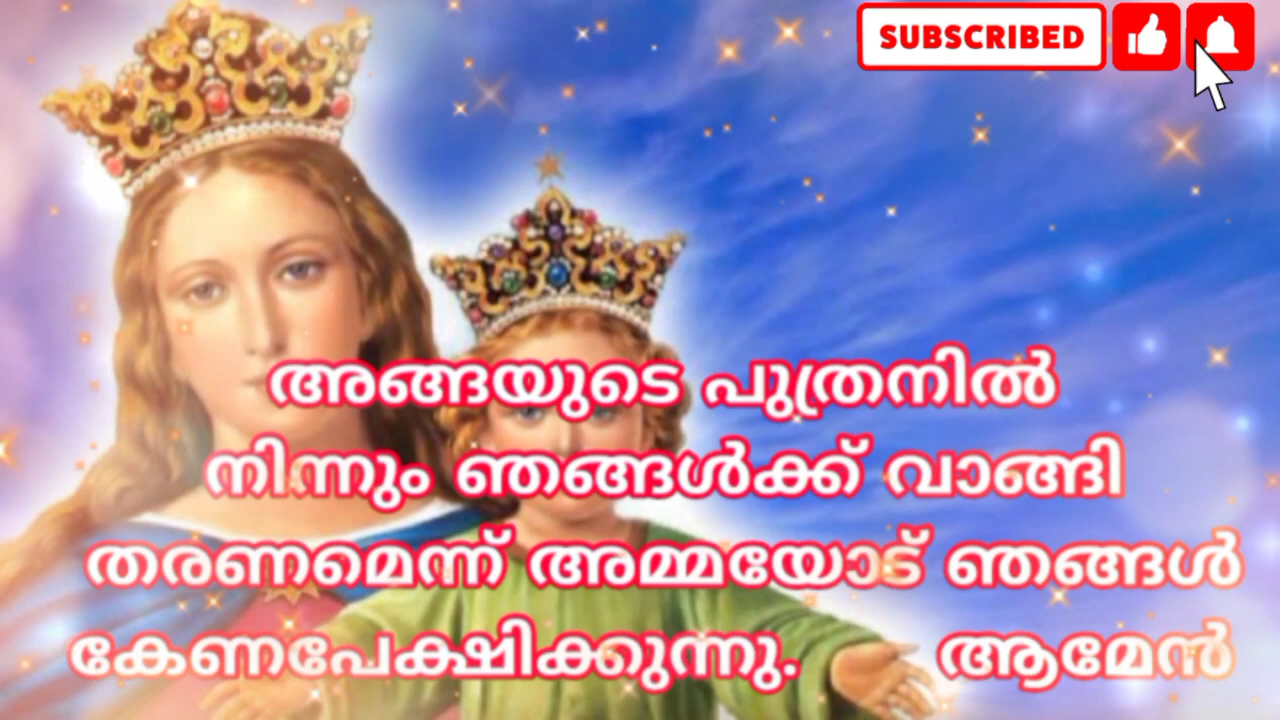 SUBSCRIBED
അങ്ങയുടെ പുത്രനിൽ
നിന്നും ഞങ്ങൾക്ക് വാങ്ങി
തരണമെന്ന് അമ്മയോട് ഞങ്ങൾ
കേണപേക്ഷിക്കുന്നു. ആമേൻ